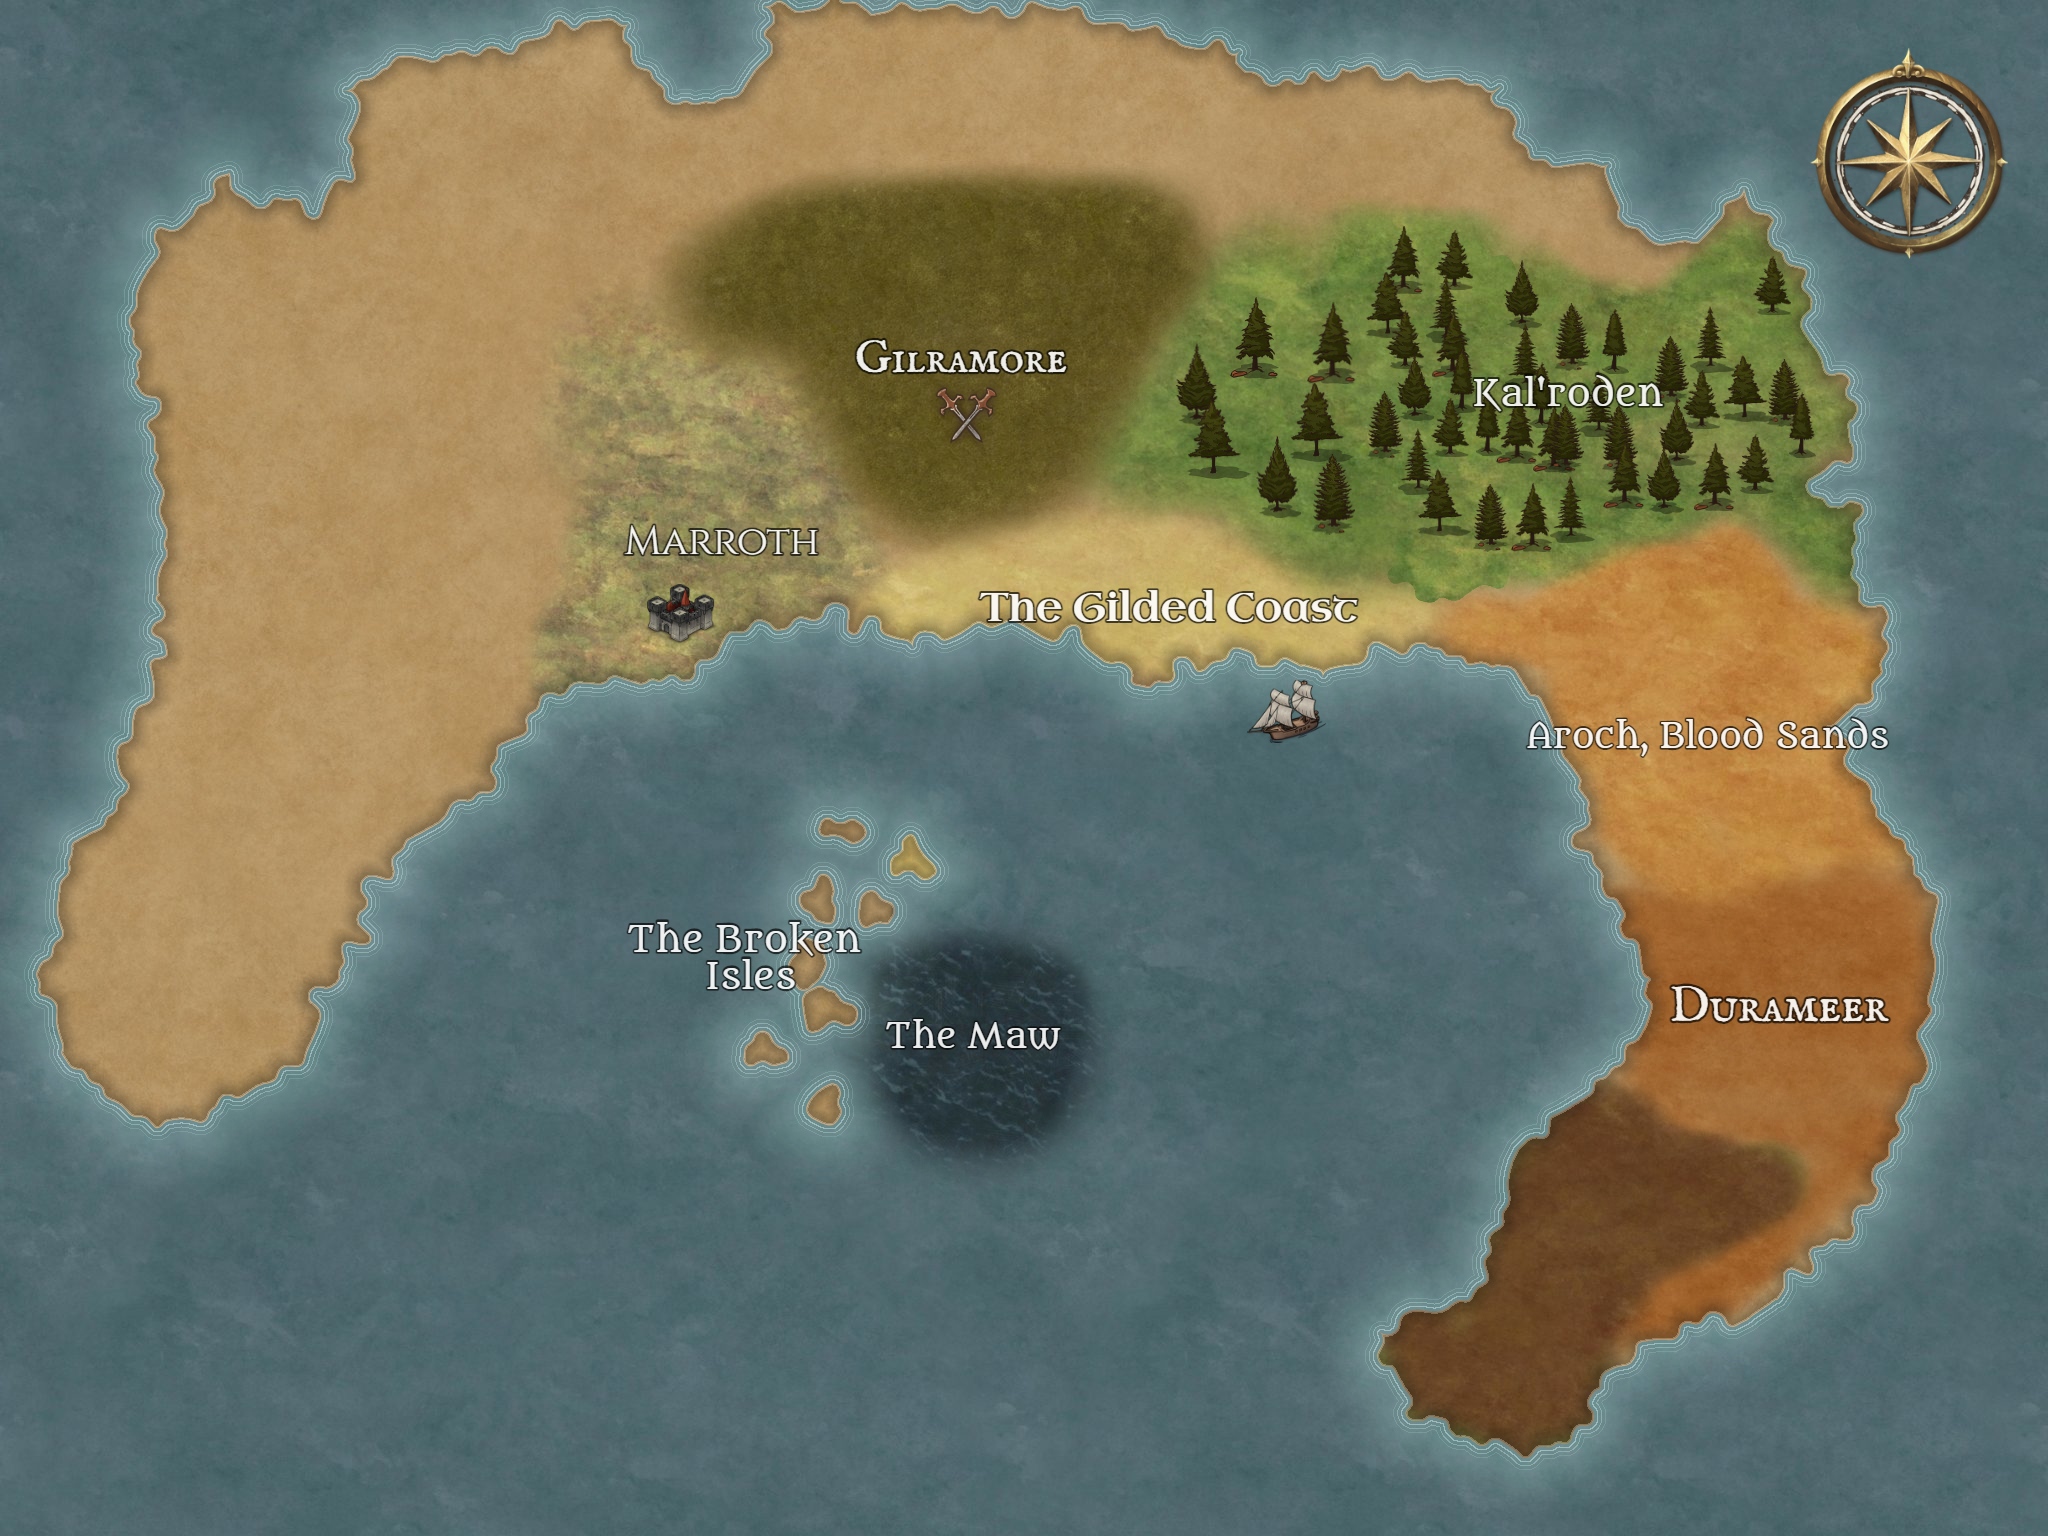 GILRAMORE
Kal'roden
MARROTH
The Gilded Coast
Aroch, Blood Sands
The Broken
Isles
DURAMEER
The Maw